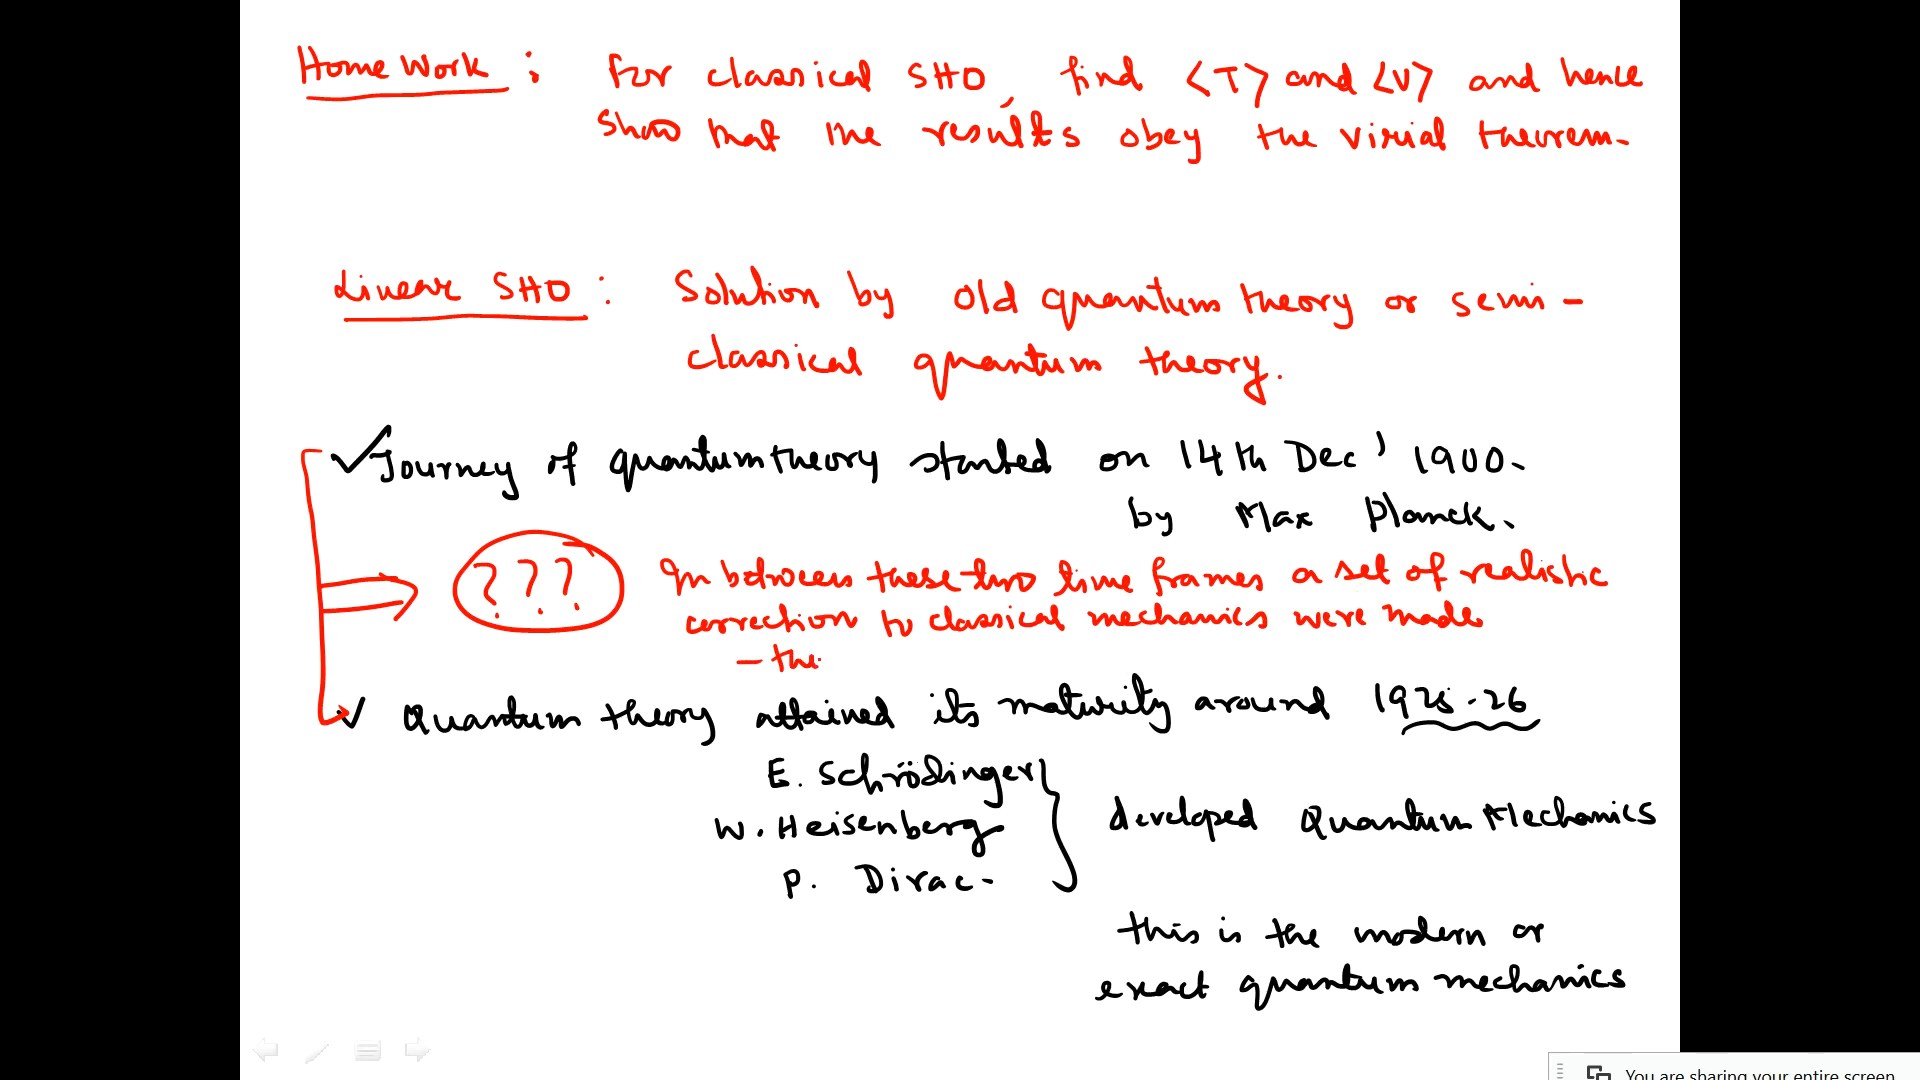 Home Work : For classical SHO, find <T> and <V> and hence
show that the results obey the virial theorem.
Linear SHO : Solution by old quantum theory or semi-
classical quantum theory.
✓ Journey of quantum theory started on 14th Dec' 1900.
by Max Planck.
??? In between these two time frames a set of realistic
correction to classical mechanics were made
- the
✓ Quantum theory attained its maturity around 1925-26
E. Schrödinger
W. Heisenberg
P. Dirac.
developed Quantum Mechanics
this is the modern or
exact quantum mechanics
You are sharing your entire screen